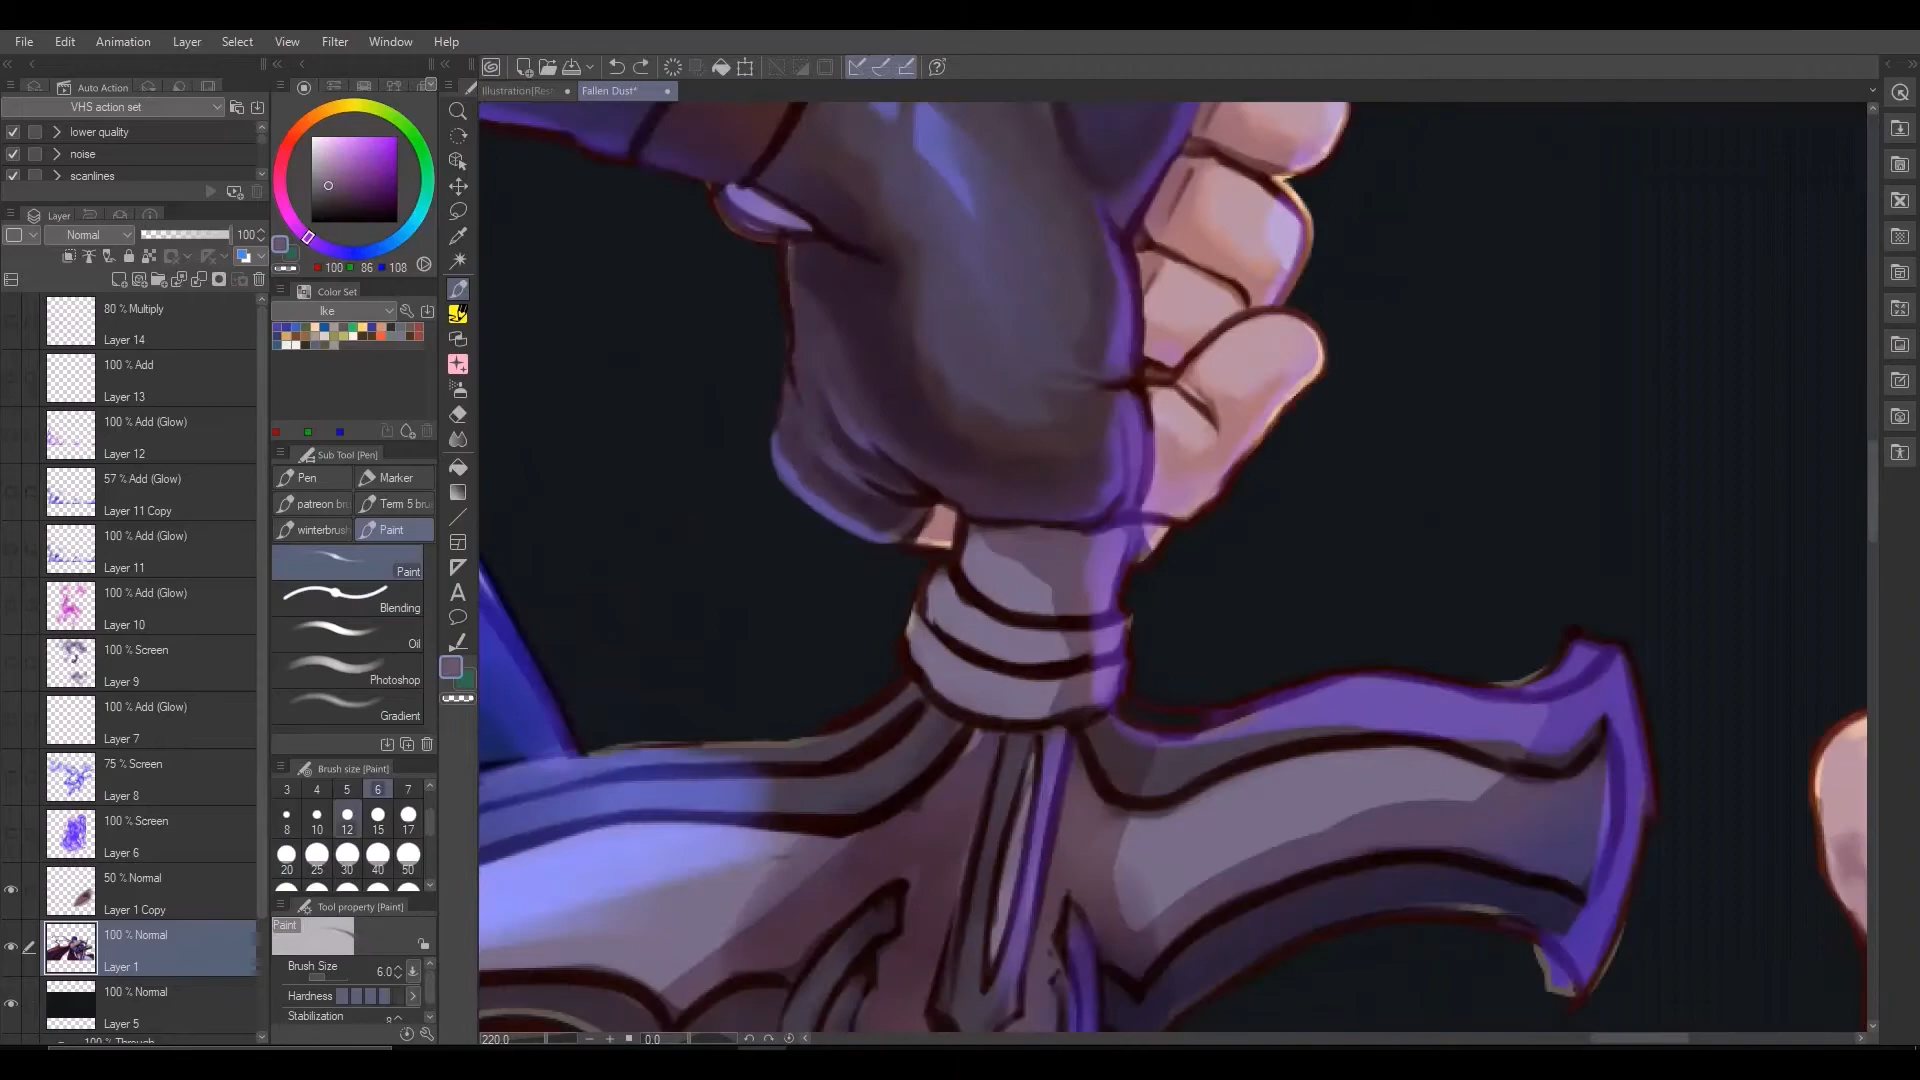 File Edit Animation Layer Select View Filter Window Help
Auto Action
VHS action set
lower quality
noise
scanlines
Layer
Normal 100
100 86 108
Illustration[Res Fallen Dust*
Color Set
Ike
80 % Multiply
Layer 14
100 % Add
Layer 13
100 % Add (Glow)
Layer 12
57 % Add (Glow)
Layer 11 Copy
100 % Add (Glow)
Layer 11
100 % Add (Glow)
Layer 10
100 % Screen
Layer 9
100 % Add (Glow)
Layer 7
75 % Screen
Layer 8
100 % Screen
Layer 6
50 % Normal
Layer 1 Copy
100 % Normal
Layer 1
100 % Normal
Layer 5
100 % Through
Sub Tool [Pen]
Pen Marker
patreon br Term 5 bru
winterbrush Paint
Paint
Blending
Oil
Photoshop
Gradient
Brush size [Paint]
3 4 5 6 7
8 10 12 15 17
20 25 30 40 50
Tool property [Paint]
Paint
Brush Size 6.0
Hardness
Stabilization
A
220.0 0.0